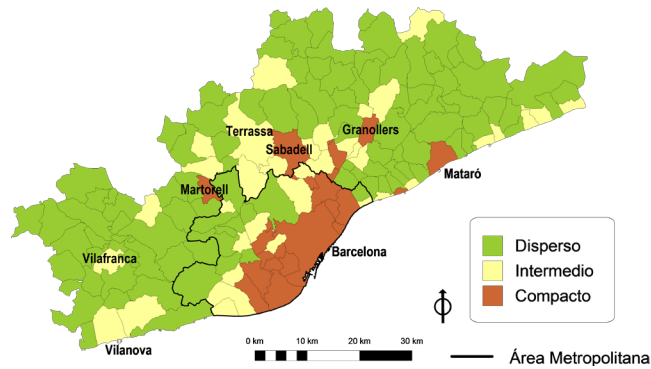 Terrassa
Granollers
Sabadell
Mataró
Martorell
Barcelona
Vilafranca
Vilanova
Disperso
Intermedio
Compacto
0 km 10 km 20 km 30 km
Área Metropolitana